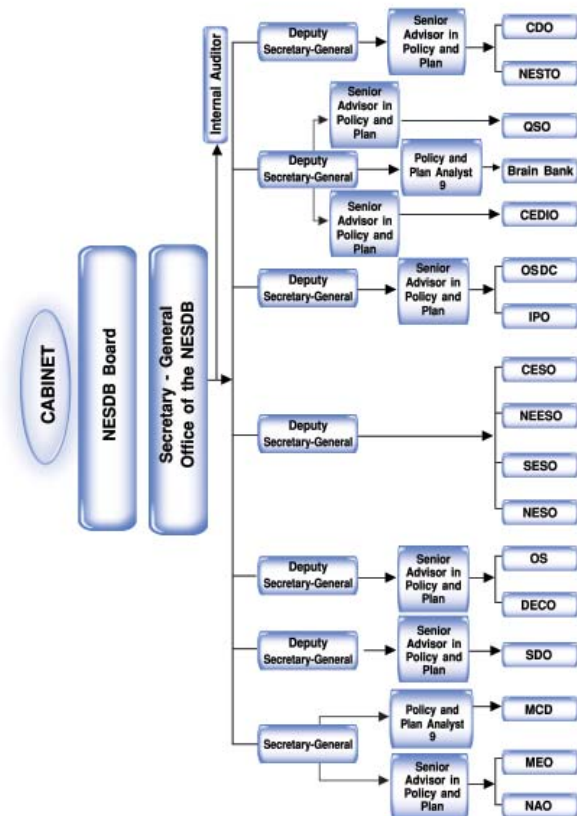 CABINET
NESDB Board
Secretary - General
Office of the NESDB
Internal Auditor
Deputy
Secretary-General
Senior
Advisor in
Policy and
Plan
CDO
NESTO
Senior
Advisor in
Policy and
Plan
QSO
Deputy
Secretary-General
Policy and
Plan Analyst
9
Brain Bank
Senior
Advisor in
Policy and
Plan
CEDIO
Deputy
Secretary-General
Senior
Advisor in
Policy and
Plan
OSDC
IPO
Deputy
Secretary-General
CESO
NEESO
SESO
NESO
Deputy
Secretary-General
Senior
Advisor in
Policy and
Plan
OS
DECO
Deputy
Secretary-General
Senior
Advisor in
Policy and
Plan
SDO
Secretary-General
Policy and
Plan Analyst
9
MCD
Senior
Advisor in
Policy and
Plan
MEO
NAO